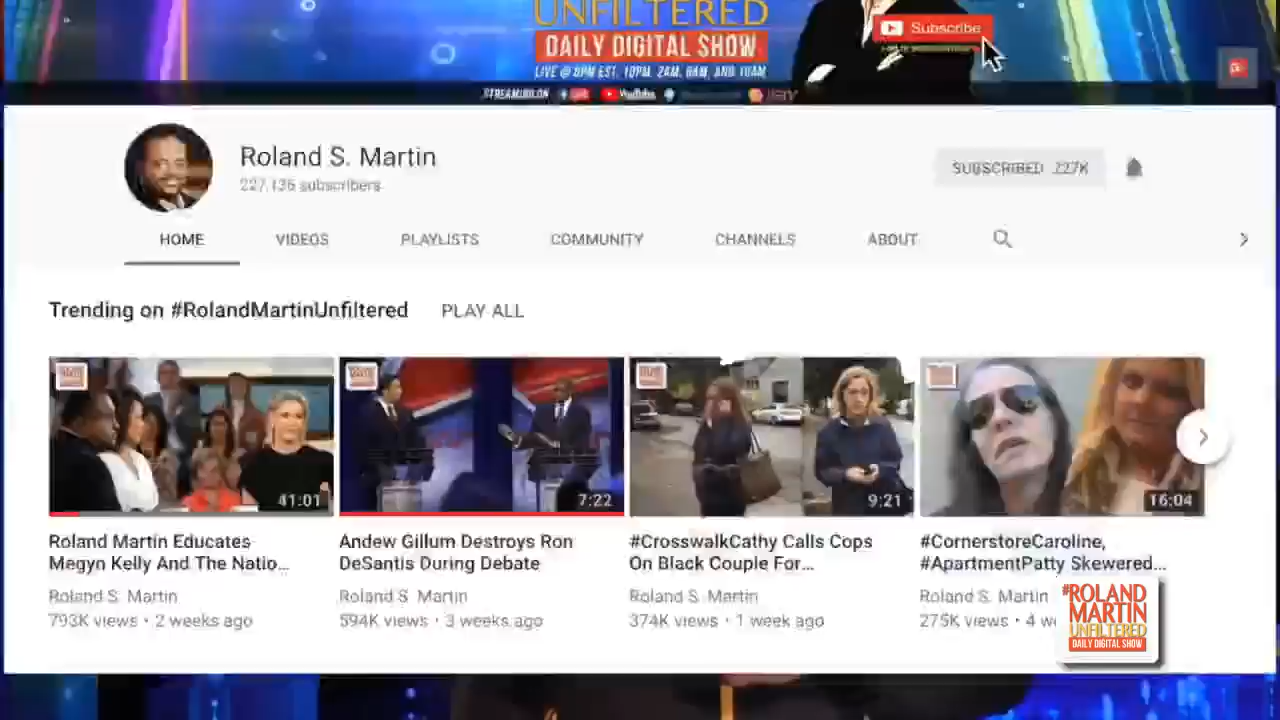 UNFILTERED
DAILY DIGITAL SHOW
Subscribe
LIVE @ 6PM EST, 10PM, 2AM, 6AM, AND 10AM
STREAMING ON
YouTube
Roland S. Martin
227,136 subscribers
SUBSCRIBED 227K
HOME VIDEOS PLAYLISTS COMMUNITY CHANNELS ABOUT
Trending on #RolandMartinUnfiltered PLAY ALL
41:01 7:22 9:21 16:04
Roland Martin Educates Andew Gillum Destroys Ron #CrosswalkCathy Calls Cops #CornerstoreCaroline,
Megyn Kelly And The Natio... DeSantis During Debate On Black Couple For... #ApartmentPatty Skewered...
Roland S. Martin Roland S. Martin Roland S. Martin Roland S. Martin
793K views • 2 weeks ago 594K views • 3 weeks ago 374K views • 1 week ago 275K views • 4 we
#ROLAND
MARTIN
UNFILTERED
DAILY DIGITAL SHOW